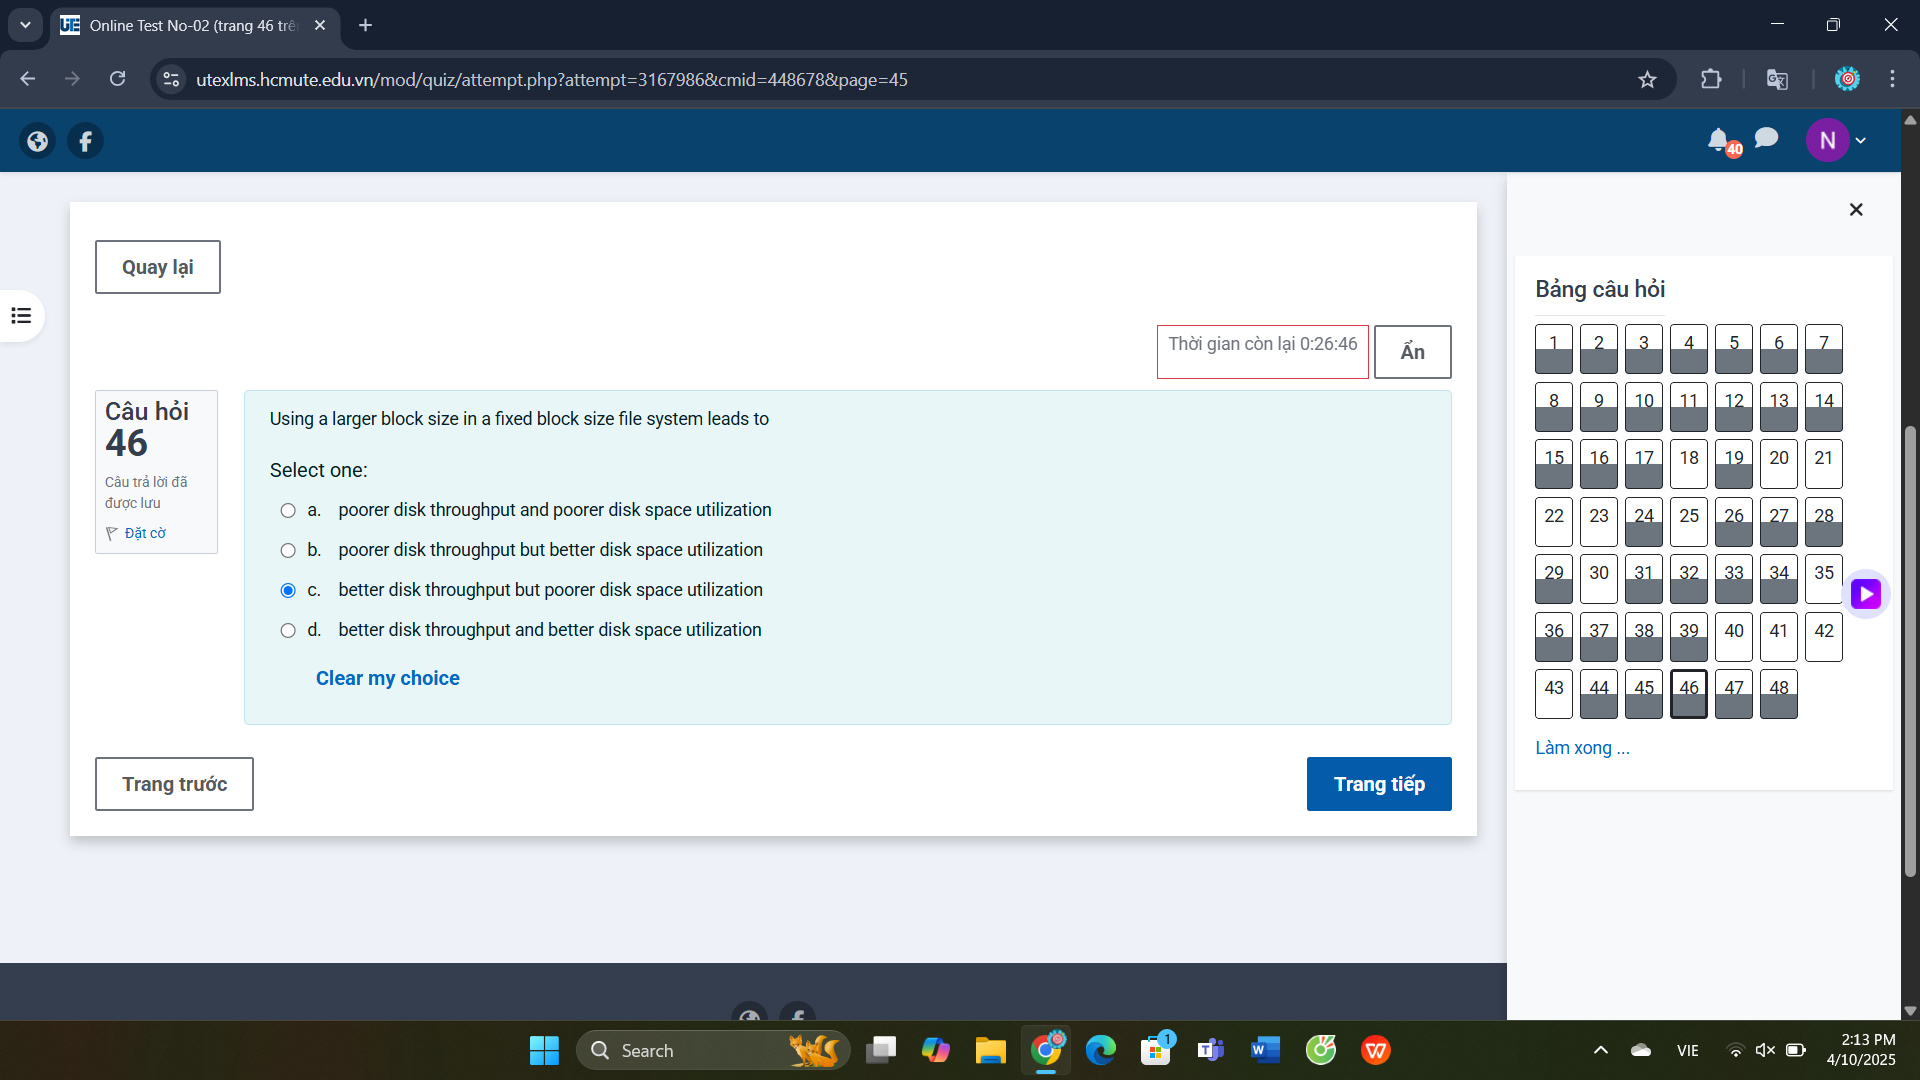 Online Test No-02 (trang 46 trê
utexlms.hcmute.edu.vn/mod/quiz/attempt.php?attempt=3167986&cmid=448678&page=45
40
N
Quay lại
Thời gian còn lại 0:26:46
Ẩn
Câu hỏi
46
Câu trả lời đã
được lưu
Đặt cờ
Using a larger block size in a fixed block size file system leads to
Select one:
a. poorer disk throughput and poorer disk space utilization
b. poorer disk throughput but better disk space utilization
c. better disk throughput but poorer disk space utilization
d. better disk throughput and better disk space utilization
Clear my choice
Trang trước
Trang tiếp
Bảng câu hỏi
1 2 3 4 5 6 7
8 9 10 11 12 13 14
15 16 17 18 19 20 21
22 23 24 25 26 27 28
29 30 31 32 33 34 35
36 37 38 39 40 41 42
43 44 45 46 47 48
Làm xong ...
Search
1
VIE
2:13 PM
4/10/2025